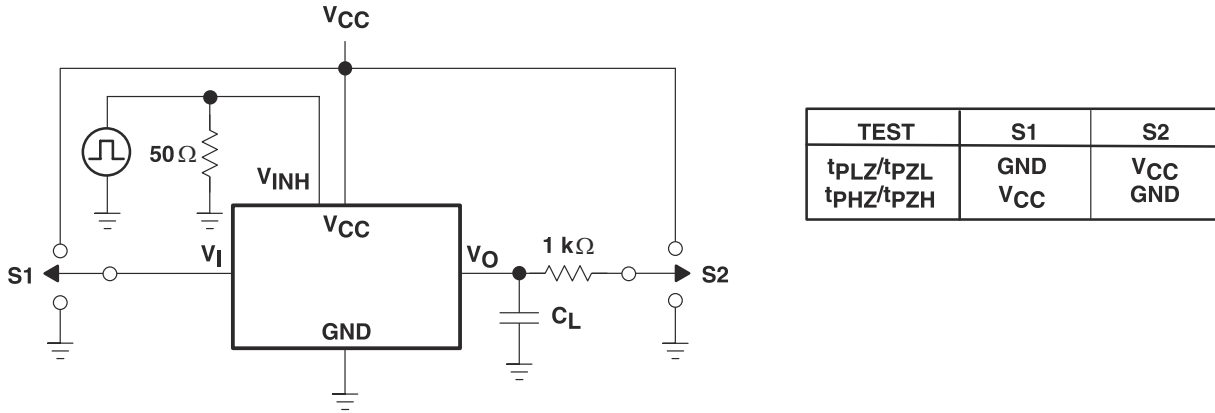 VCC
50 Ω
VINH
VCC
VI
VO
1 kΩ
S1
S2
CL
GND
TEST S1 S2
tPLZ/tPZL GND VCC
tPHZ/tPZH VCC GND